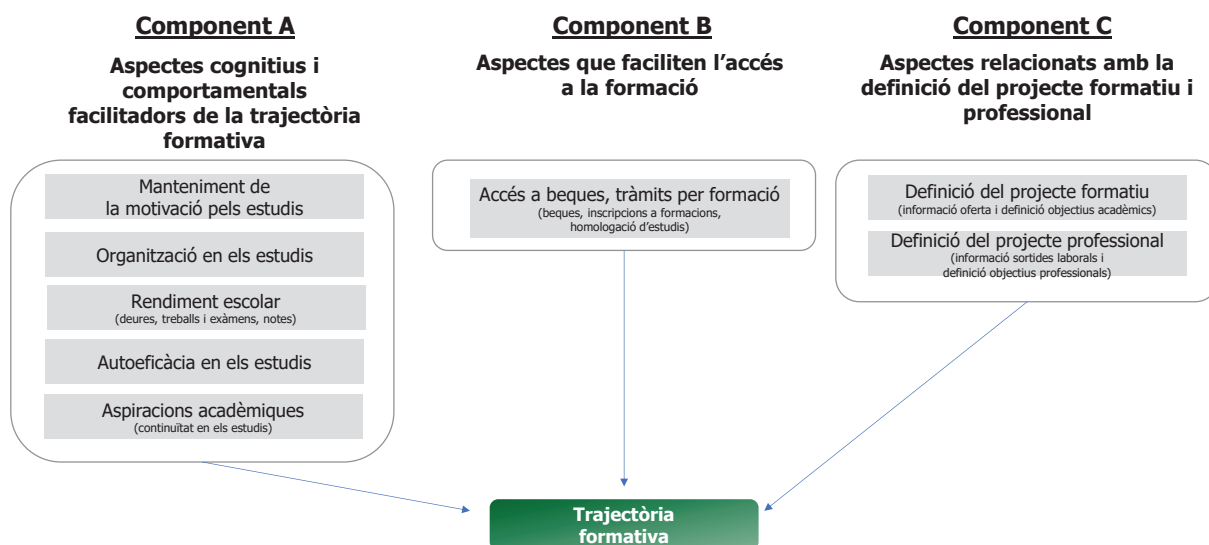 Component A
Aspectes cognitius i
comportamentals
facilitadors de la trajectòria
formativa
Manteniment de
la motivació pels estudis
Organització en els estudis
Rendiment escolar
(deures, treballs i exàmens, notes)
Autoeficàcia en els estudis
Aspiracions acadèmiques
(continuïtat en els estudis)
Component B
Aspectes que faciliten l’accés
a la formació
Accés a beques, tràmits per formació
(beques, inscripcions a formacions,
homologació d’estudis)
Component C
Aspectes relacionats amb la
definició del projecte formatiu i
professional
Definició del projecte formatiu
(informació oferta i definició objectius acadèmics)
Definició del projecte professional
(informació sortides laborals i
definició objectius professionals)
Trajectòria
formativa